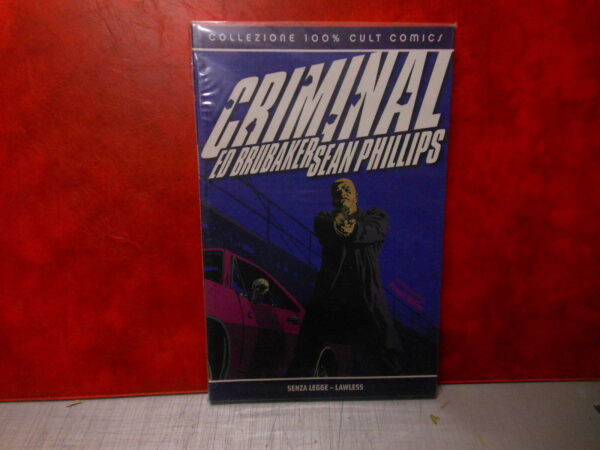 COLLEZIONE 100% CULT COMICS
CRIMINAL
ED BRUBAKER SEAN PHILLIPS
SENZA LEGGE - LAWLESS